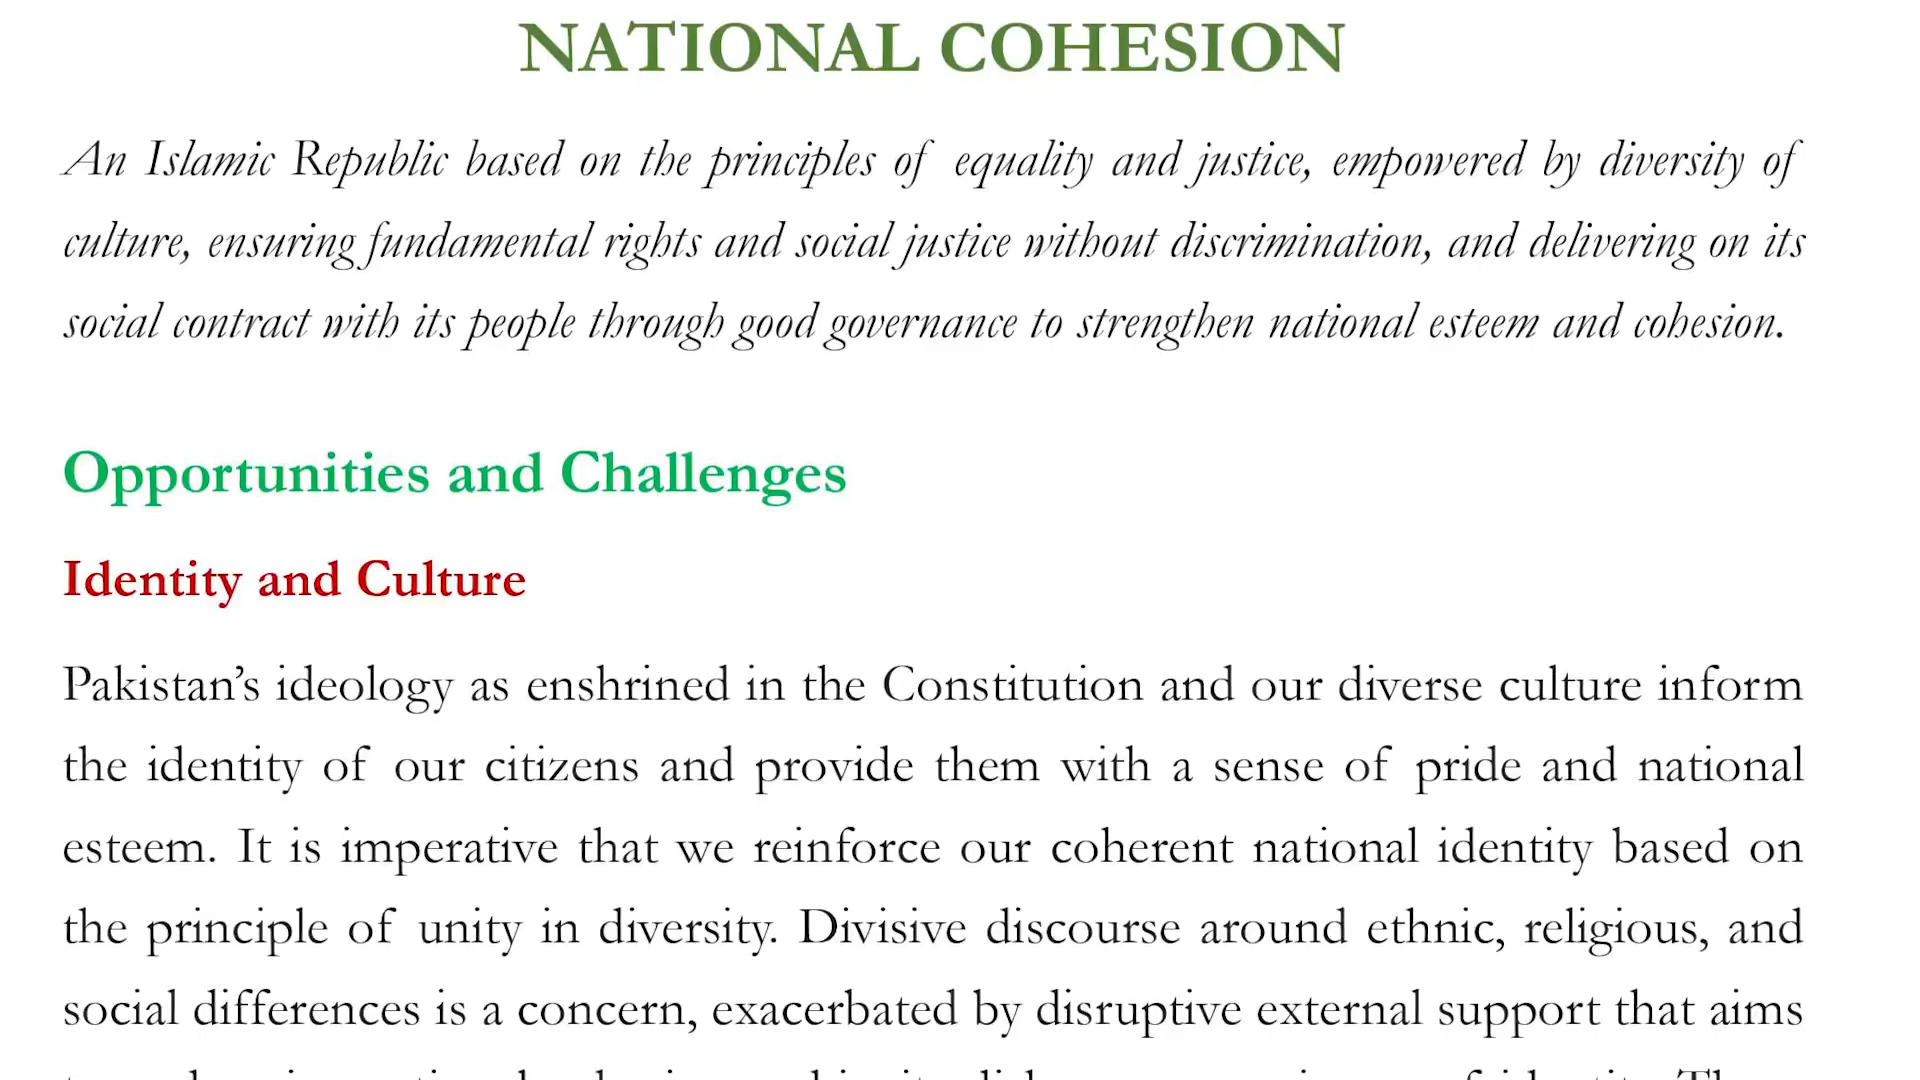 NATIONAL COHESION
An Islamic Republic based on the principles of equality and justice, empowered by diversity of
culture, ensuring fundamental rights and social justice without discrimination, and delivering on its
social contract with its people through good governance to strengthen national esteem and cohesion.
Opportunities and Challenges
Identity and Culture
Pakistan’s ideology as enshrined in the Constitution and our diverse culture inform
the identity of our citizens and provide them with a sense of pride and national
esteem. It is imperative that we reinforce our coherent national identity based on
the principle of unity in diversity. Divisive discourse around ethnic, religious, and
social differences is a concern, exacerbated by disruptive external support that aims